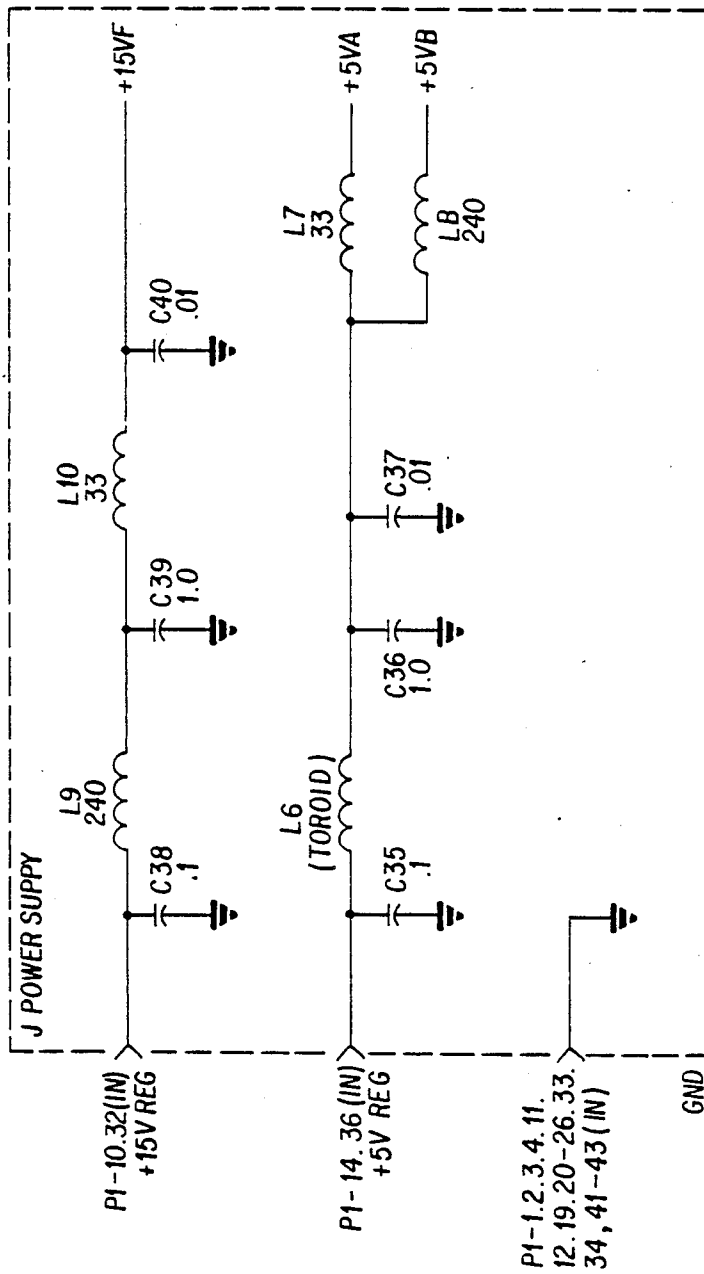 J POWER SUPPY
P1-10.32(IN)
+15V REG
C38
.1
L9
240
C39
1.0
L10
33
C40
.01
+15VF
P1-14.36(IN)
+5V REG
C35
.1
L6
(TOROID)
C36
1.0
C37
.01
L7
33
+5VA
L8
240
+5VB
P1-1.2.3.4.11.
12.19.20-26.33.
34,41-43(IN)
GND